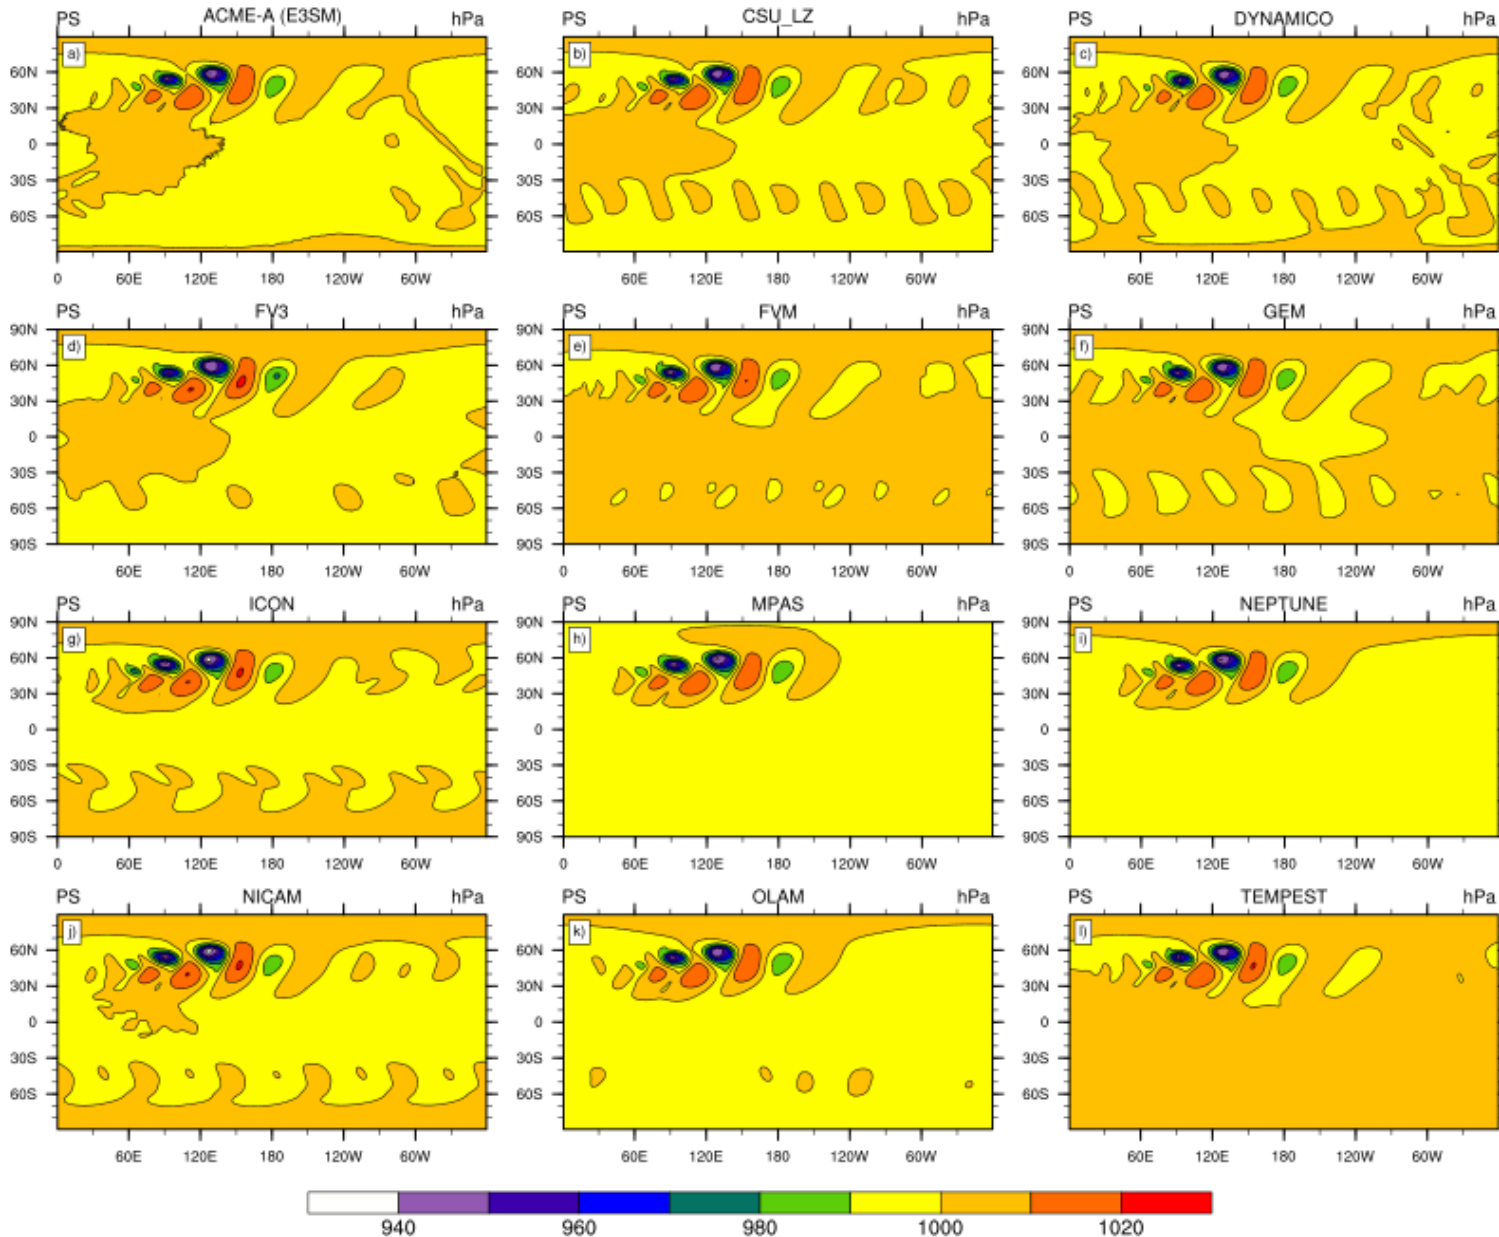 PS ACME-A (E3SM) hPa PS CSU_LZ hPa PS DYNAMICO hPa
a) b) c)
60N 60N 60N
30N 30N 30N
0 0 0
30S 30S 30S
60S 60S 60S
0 60E 120E 180 120W 60W 0 60E 120E 180 120W 60W 0 60E 120E 180 120W 60W
PS FV3 hPa PS FVM hPa PS GEM hPa
90N 90N 90N
d) e) f)
60N 60N 60N
30N 30N 30N
0 0 0
30S 30S 30S
60S 60S 60S
90S 90S 90S
60E 120E 180 120W 60W 0 60E 120E 180 120W 60W 0 60E 120E 180 120W 60W
PS ICON hPa PS MPAS hPa PS NEPTUNE hPa
90N 90N 90N
g) h) i)
60N 60N 60N
30N 30N 30N
0 0 0
30S 30S 30S
60S 60S 60S
90S 90S 90S
0 60E 120E 180 120W 60W 0 60E 120E 180 120W 60W 0 60E 120E 180 120W 60W
PS NICAM hPa PS OLAM hPa PS TEMPEST hPa
j) k) l)
60N 60N 60N
30N 30N 30N
0 0 0
30S 30S 30S
60S 60S 60S
60E 120E 180 120W 60W 60E 120E 180 120W 60W 60E 120E 180 120W 60W
940 960 980 1000 1020